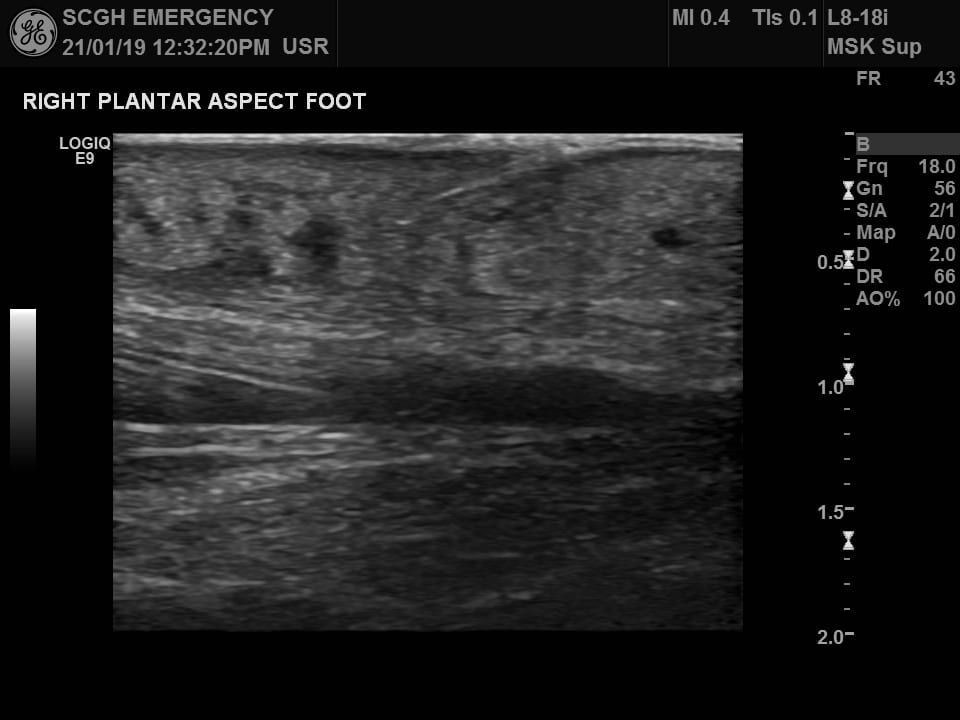 SCGH EMERGENCY
21/01/19 12:32:20PM USR
MI 0.4 TIs 0.1
L8-18i
MSK Sup
FR 43
RIGHT PLANTAR ASPECT FOOT
LOGIQ
E9
B
Frq 18.0
Gn 56
S/A 2/1
Map A/0
D 2.0
DR 66
AO% 100
0.5
1.0
1.5
2.0